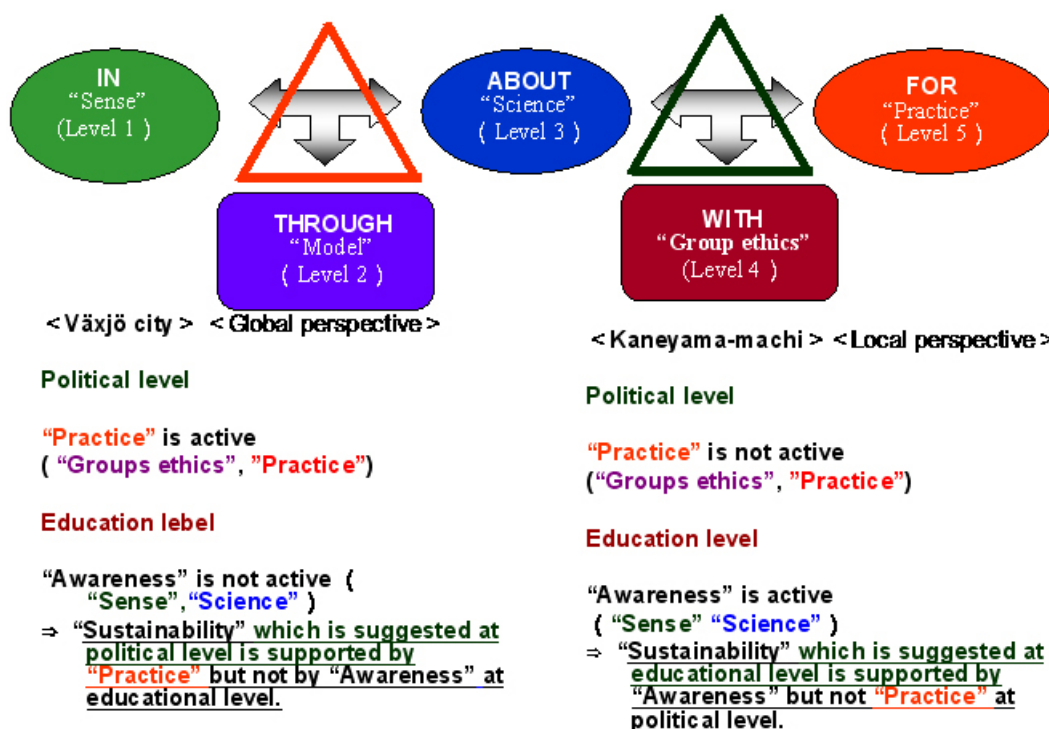 IN
“Sense”
(Level 1 )
ABOUT
“Science”
( Level 3 )
FOR
“Practice”
( Level 5 )
THROUGH
“Model”
( Level 2 )
WITH
“Group ethics”
(Level 4 )
<Växjö city > <Global perspective>
Political level
“Practice” is active
( “Groups ethics”, ”Practice”)
Education lebel
“Awareness” is not active (
“Sense”,“Science” )
⇒ “Sustainability” which is suggested at
political level is supported by
“Practice” but not by “Awareness” at
educational level.
<Kaneyama-machi > <Local perspective>
Political level
“Practice” is not active
(“Groups ethics”, ”Practice”)
Education level
“Awareness” is active
( “Sense” “Science” )
⇒ “Sustainability” which is suggested at
educational level is supported by
“Awareness” but not “Practice” at
political level.